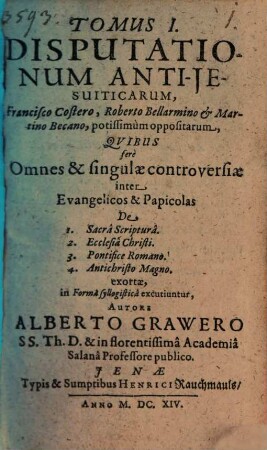 3593.
1.
TOMUS I.
DISPUTATIO-
NUM ANTI-JE-
SUITICARUM,
Francisco Costero, Roberto Bellarmino & Mar-
tino Becano, potissimùm oppositarum,
QVIBUS
ferè
Omnes & singulæ controversiæ
inter
Evangelicos & Papicolas
De
1. Sacrâ Scripturâ.
2. Ecclesiâ Christi.
3. Pontifice Romano.
4. Antichristo Magno.
exortæ,
in Formâ syllogisticâ excutiuntur,
Autore
ALBERTO GRAWERO
SS. Th. D. & in florentissimâ Academiâ
Salanâ Professore publico.
JENÆ
Typis & Sumptibus HENRICI Rauchmauls/
ANNO M. DC. XIV.